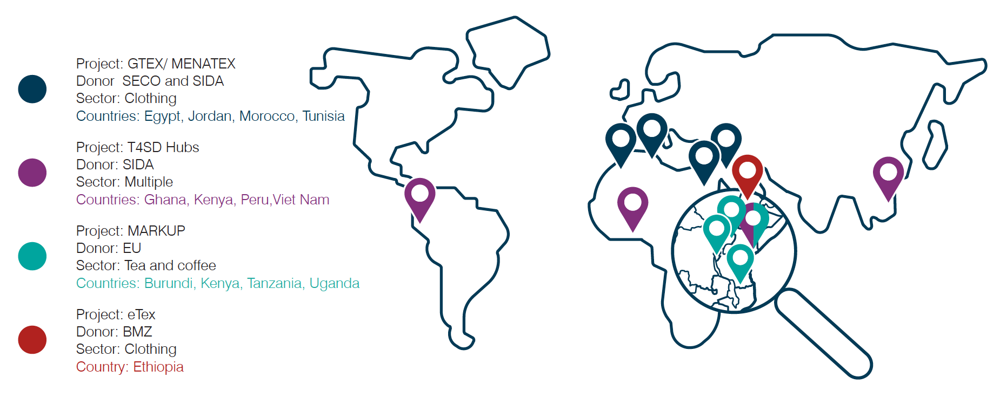 Project: GTEX/ MENATEX
Donor  SECO and SIDA
Sector: Clothing
Countries: Egypt, Jordan, Morocco, Tunisia
Project: T4SD Hubs
Donor: SIDA
Sector: Multiple
Countries: Ghana, Kenya, Peru,Viet Nam
Project: MARKUP
Donor: EU
Sector: Tea and coffee
Countries: Burundi, Kenya, Tanzania, Uganda
Project: eTex
Donor: BMZ
Sector: Clothing
Country: Ethiopia